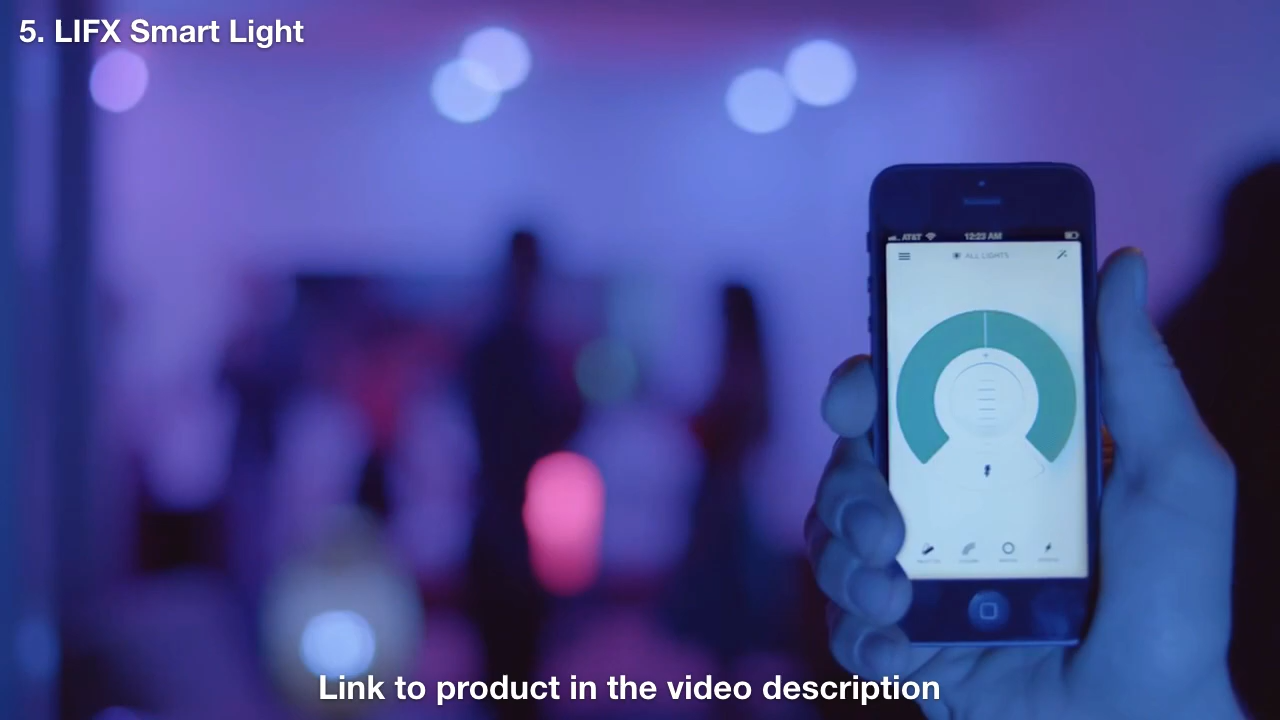 5. LIFX Smart Light
AT&T 12:23 AM
ALL LIGHTS
Link to product in the video description